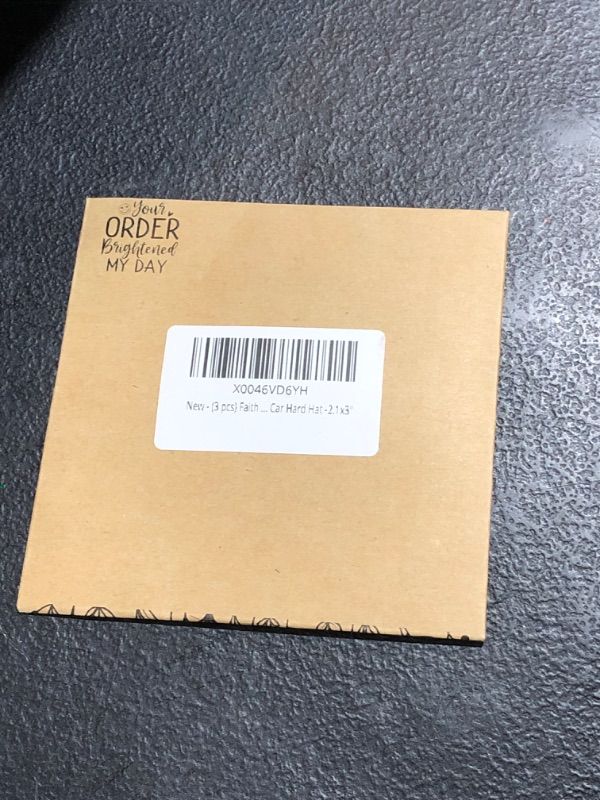 Your
ORDER
Brightened
MY DAY
X0046VD6YH
New - (3 pcs) Faith ... Car Hard Hat -2.1x3"